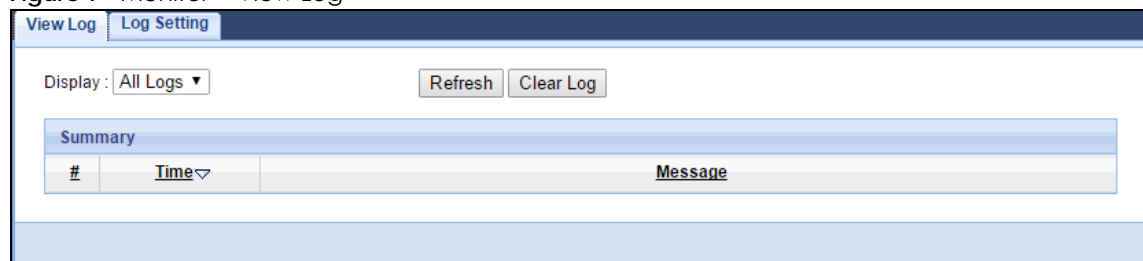 View Log Log Setting
Display : All Logs
Refresh Clear Log
Summary
# Time Message